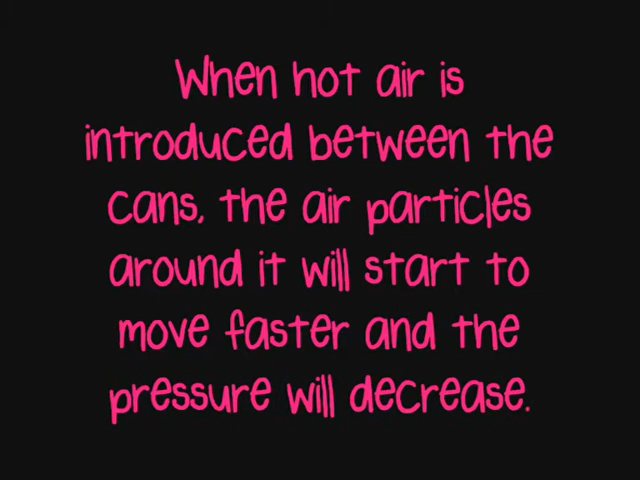 When hot air is
introduced between the
cans, the air particles
around it will start to
move faster and the
pressure will decrease.